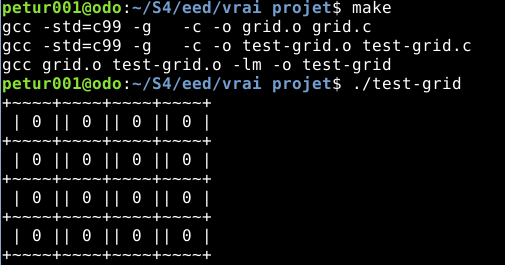 petur001@odo:~/S4/eed/vrai projet$ make
gcc -std=c99 -g   -c -o grid.o grid.c
gcc -std=c99 -g   -c -o test-grid.o test-grid.c
gcc grid.o test-grid.o -lm -o test-grid
petur001@odo:~/S4/eed/vrai projet$ ./test-grid
+~~~~+~~~~+~~~~+~~~~+
 | 0 || 0 || 0 || 0 |
+~~~~+~~~~+~~~~+~~~~+
 | 0 || 0 || 0 || 0 |
+~~~~+~~~~+~~~~+~~~~+
 | 0 || 0 || 0 || 0 |
+~~~~+~~~~+~~~~+~~~~+
 | 0 || 0 || 0 || 0 |
+~~~~+~~~~+~~~~+~~~~+